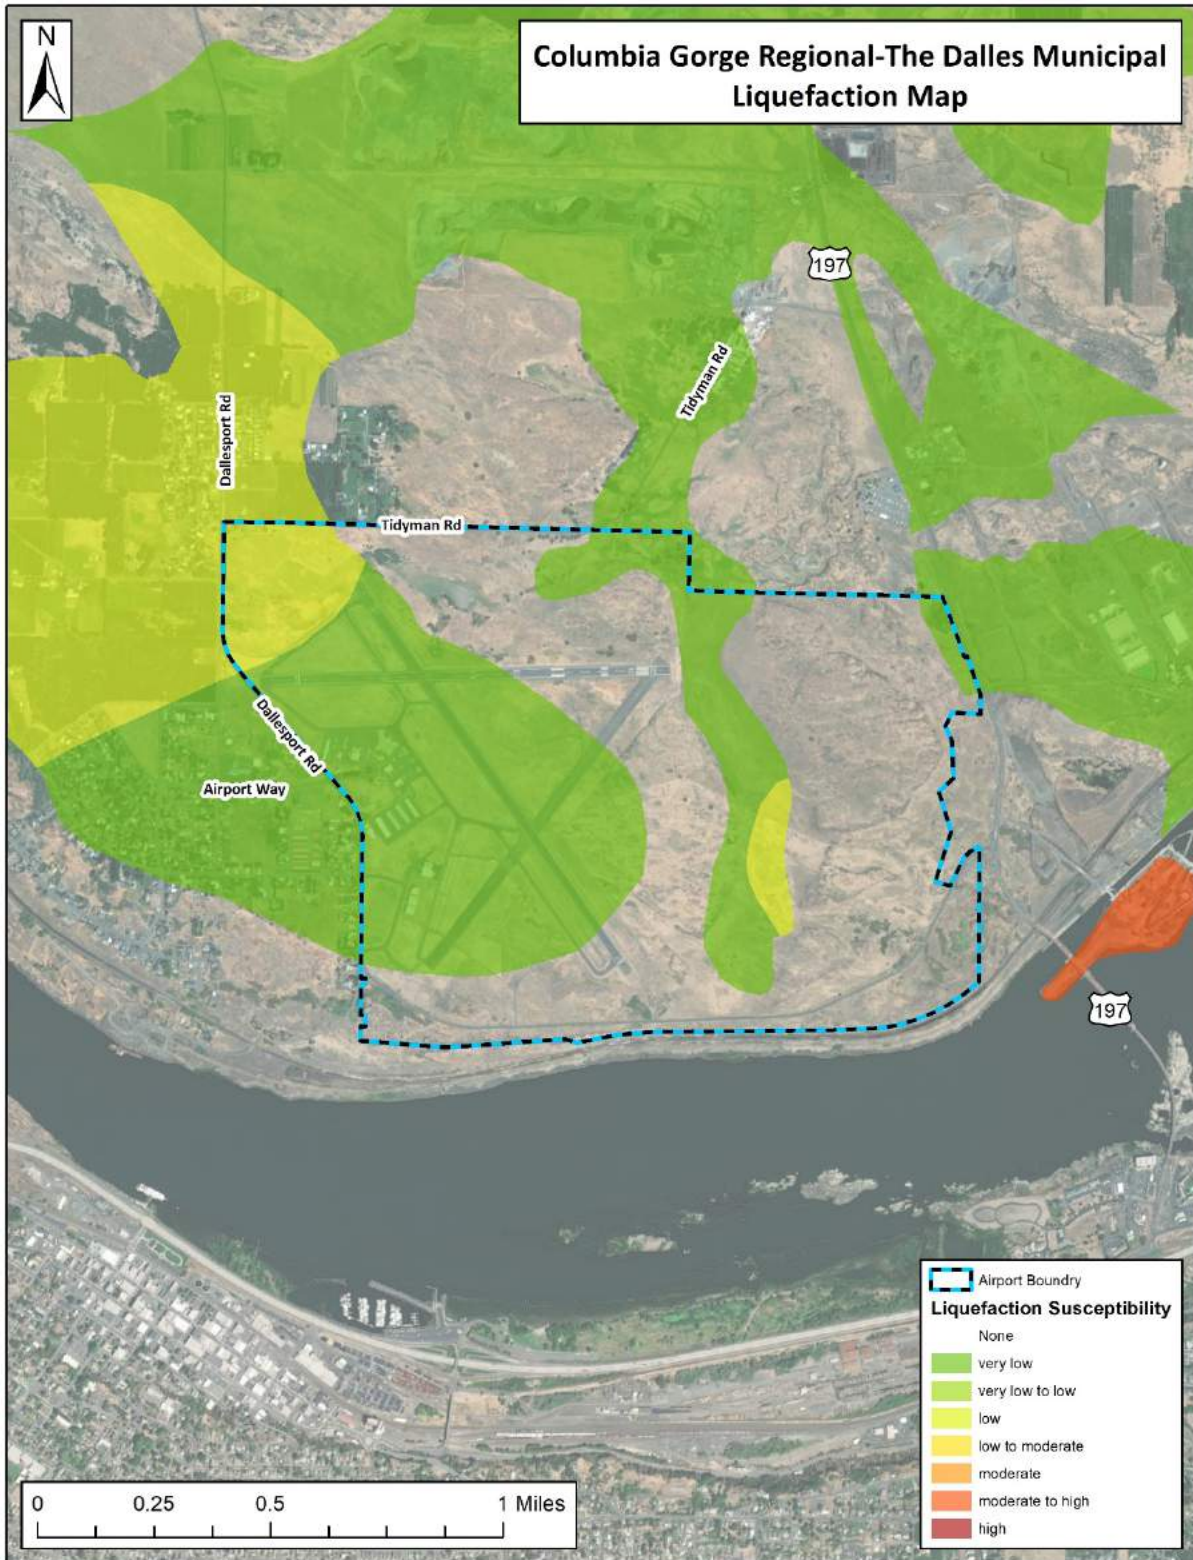 N
Columbia Gorge Regional-The Dalles Municipal
Liquefaction Map
197
Tidyman Rd
Dallesport Rd
Tidyman Rd
Dallesport Rd
Airport Way
197
Airport Boundry
Liquefaction Susceptibility
None
very low
very low to low
low
low to moderate
moderate
moderate to high
high
0 0.25 0.5 1 Miles